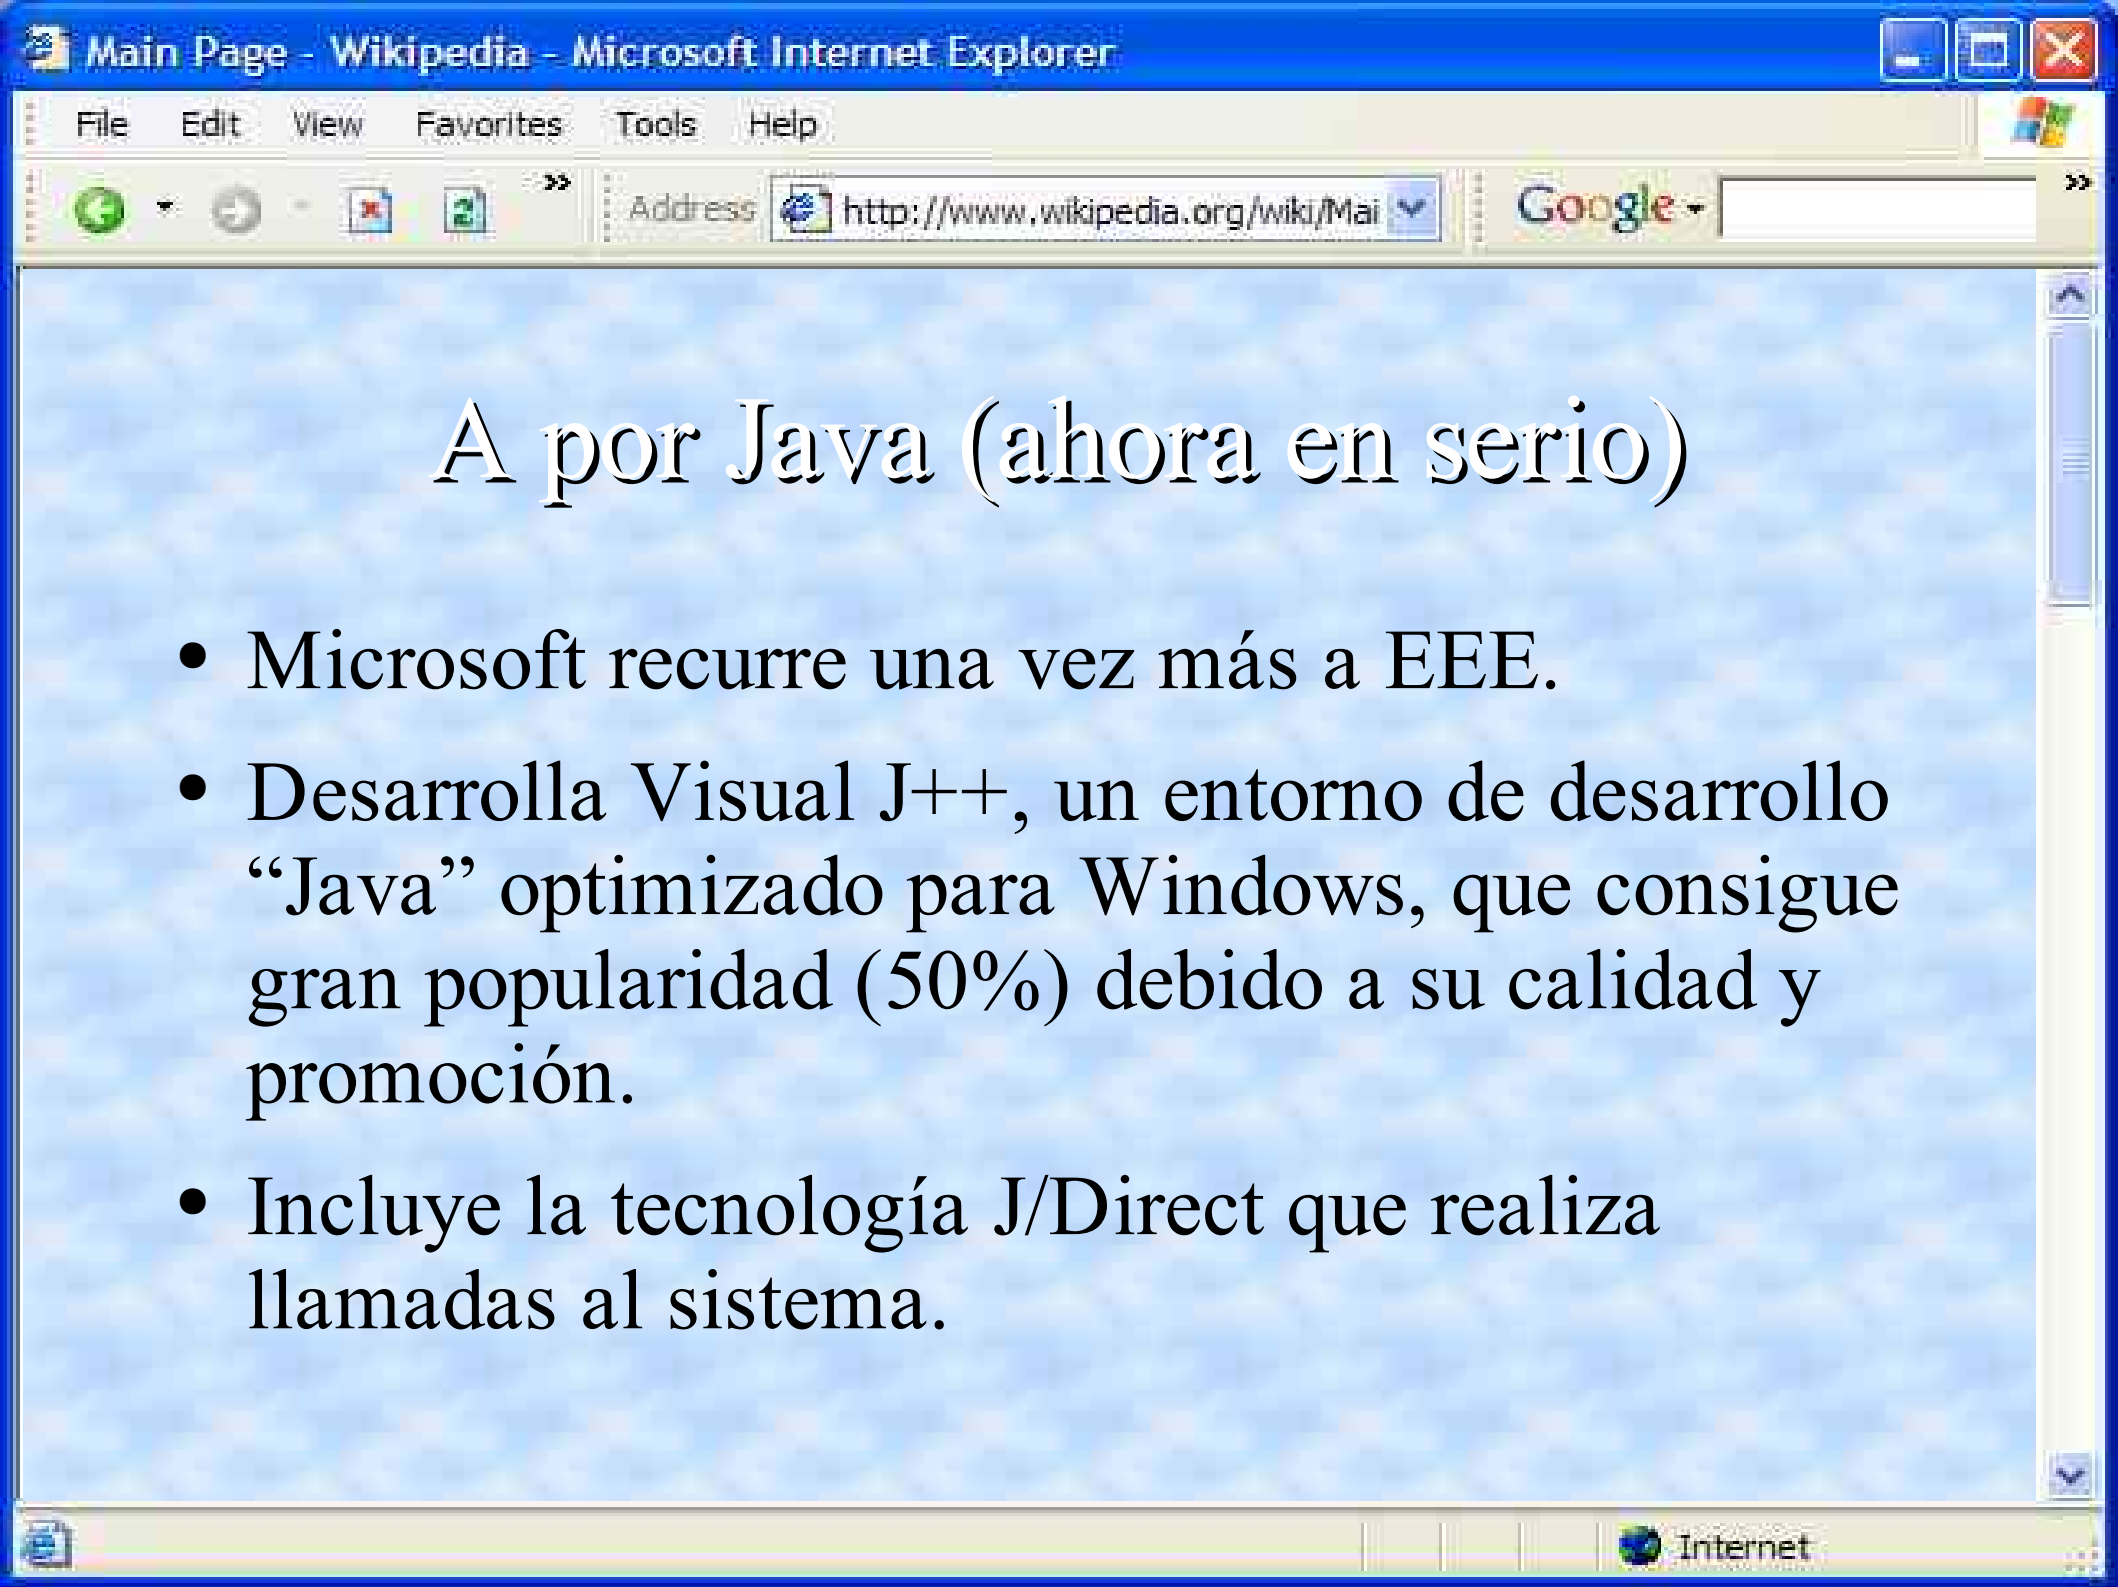 Main Page - Wikipedia - Microsoft Internet Explorer
File Edit View Favorites Tools Help
» Address http://www.wikipedia.org/wiki/Mai Google »
A por Java (ahora en serio)
• Microsoft recurre una vez más a EEE.
• Desarrolla Visual J++, un entorno de desarrollo
“Java” optimizado para Windows, que consigue
gran popularidad (50%) debido a su calidad y
promoción.
• Incluye la tecnología J/Direct que realiza
llamadas al sistema.
Internet